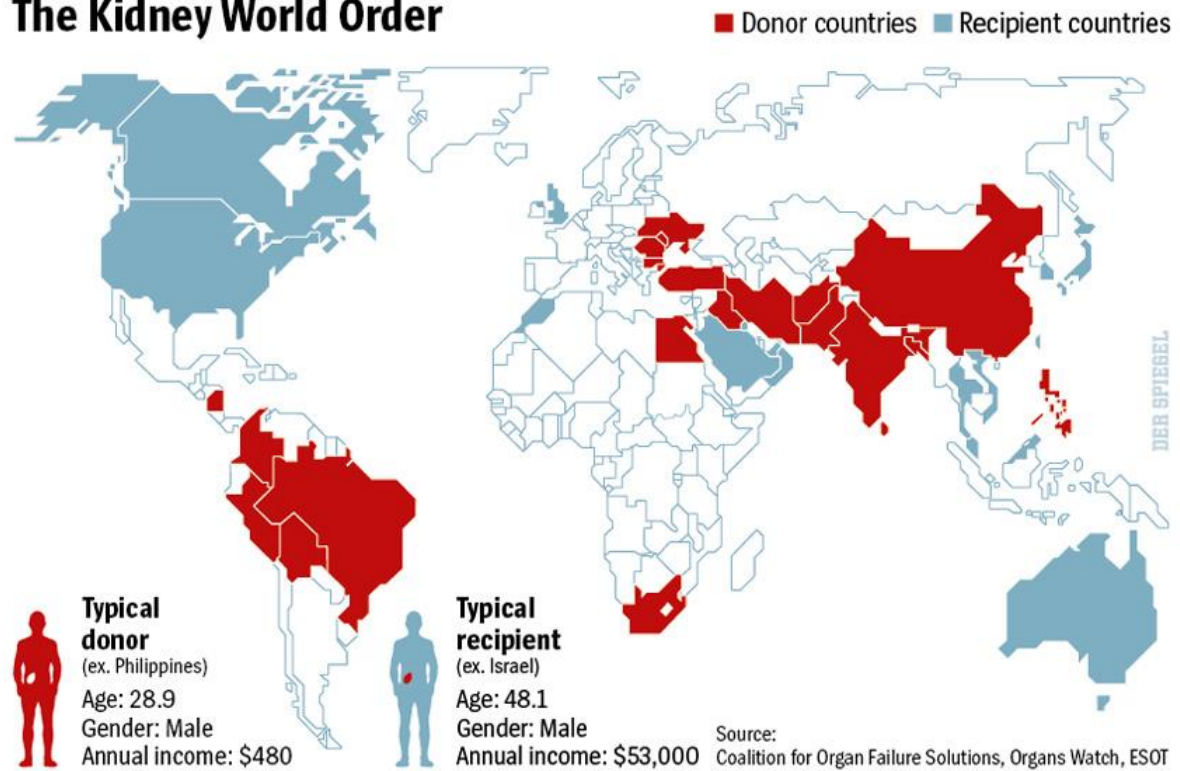 The Kidney World Order
Donor countries
Recipient countries
DER SPIEGEL
Typical
donor
(ex. Philippines)
Age: 28.9
Gender: Male
Annual income: $480
Typical
recipient
(ex. Israel)
Age: 48.1
Gender: Male
Annual income: $53,000
Source:
Coalition for Organ Failure Solutions, Organs Watch, ESOT